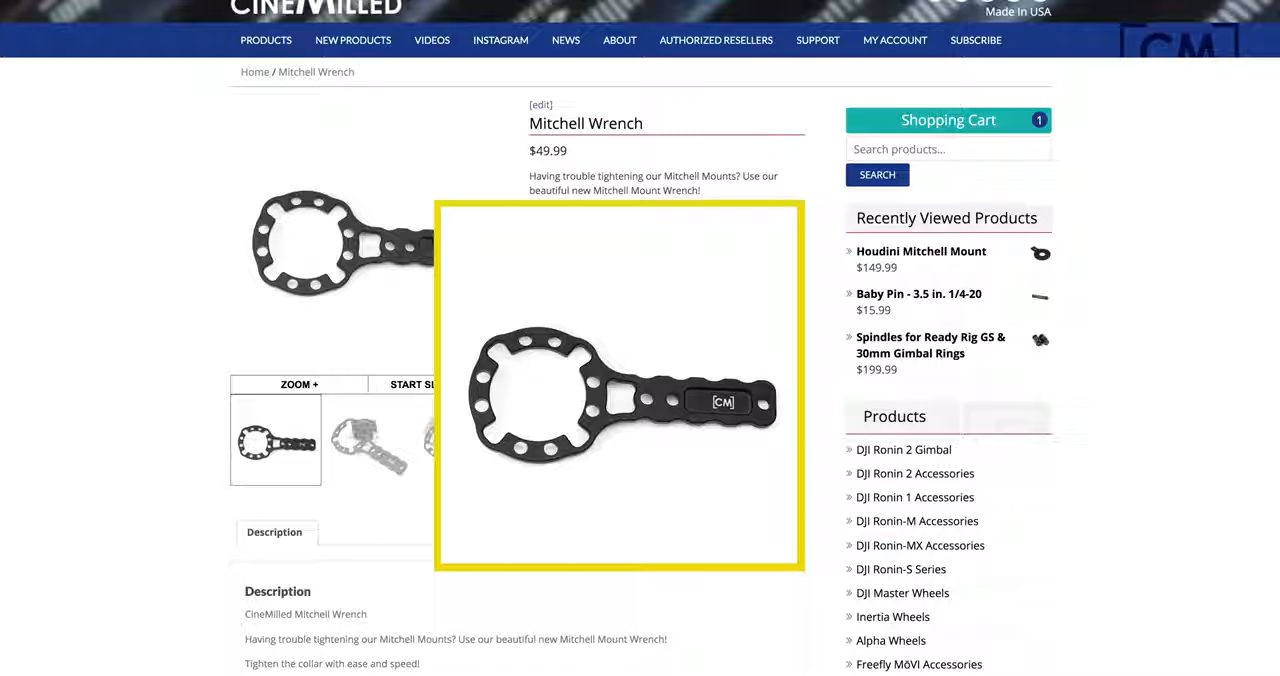 CINEMILLED
Made In USA
PRODUCTS NEW PRODUCTS VIDEOS INSTAGRAM NEWS ABOUT AUTHORIZED RESELLERS SUPPORT MY ACCOUNT SUBSCRIBE
CM
Home / Mitchell Wrench
[edit]
Mitchell Wrench
$49.99
Having trouble tightening our Mitchell Mounts? Use our
beautiful new Mitchell Mount Wrench!
[CM]
ZOOM +
START
Description
Description
CineMilled Mitchell Wrench
Having trouble tightening our Mitchell Mounts? Use our beautiful new Mitchell Mount Wrench!
Tighten the collar with ease and speed!
Shopping Cart 1
Search products...
SEARCH
Recently Viewed Products
» Houdini Mitchell Mount
$149.99
» Baby Pin - 3.5 in. 1/4-20
$15.99
» Spindles for Ready Rig GS &
30mm Gimbal Rings
$199.99
Products
» DJI Ronin 2 Gimbal
» DJI Ronin 2 Accessories
» DJI Ronin 1 Accessories
» DJI Ronin-M Accessories
» DJI Ronin-MX Accessories
» DJI Ronin-S Series
» DJI Master Wheels
» Inertia Wheels
» Alpha Wheels
» Freefly MōVI Accessories